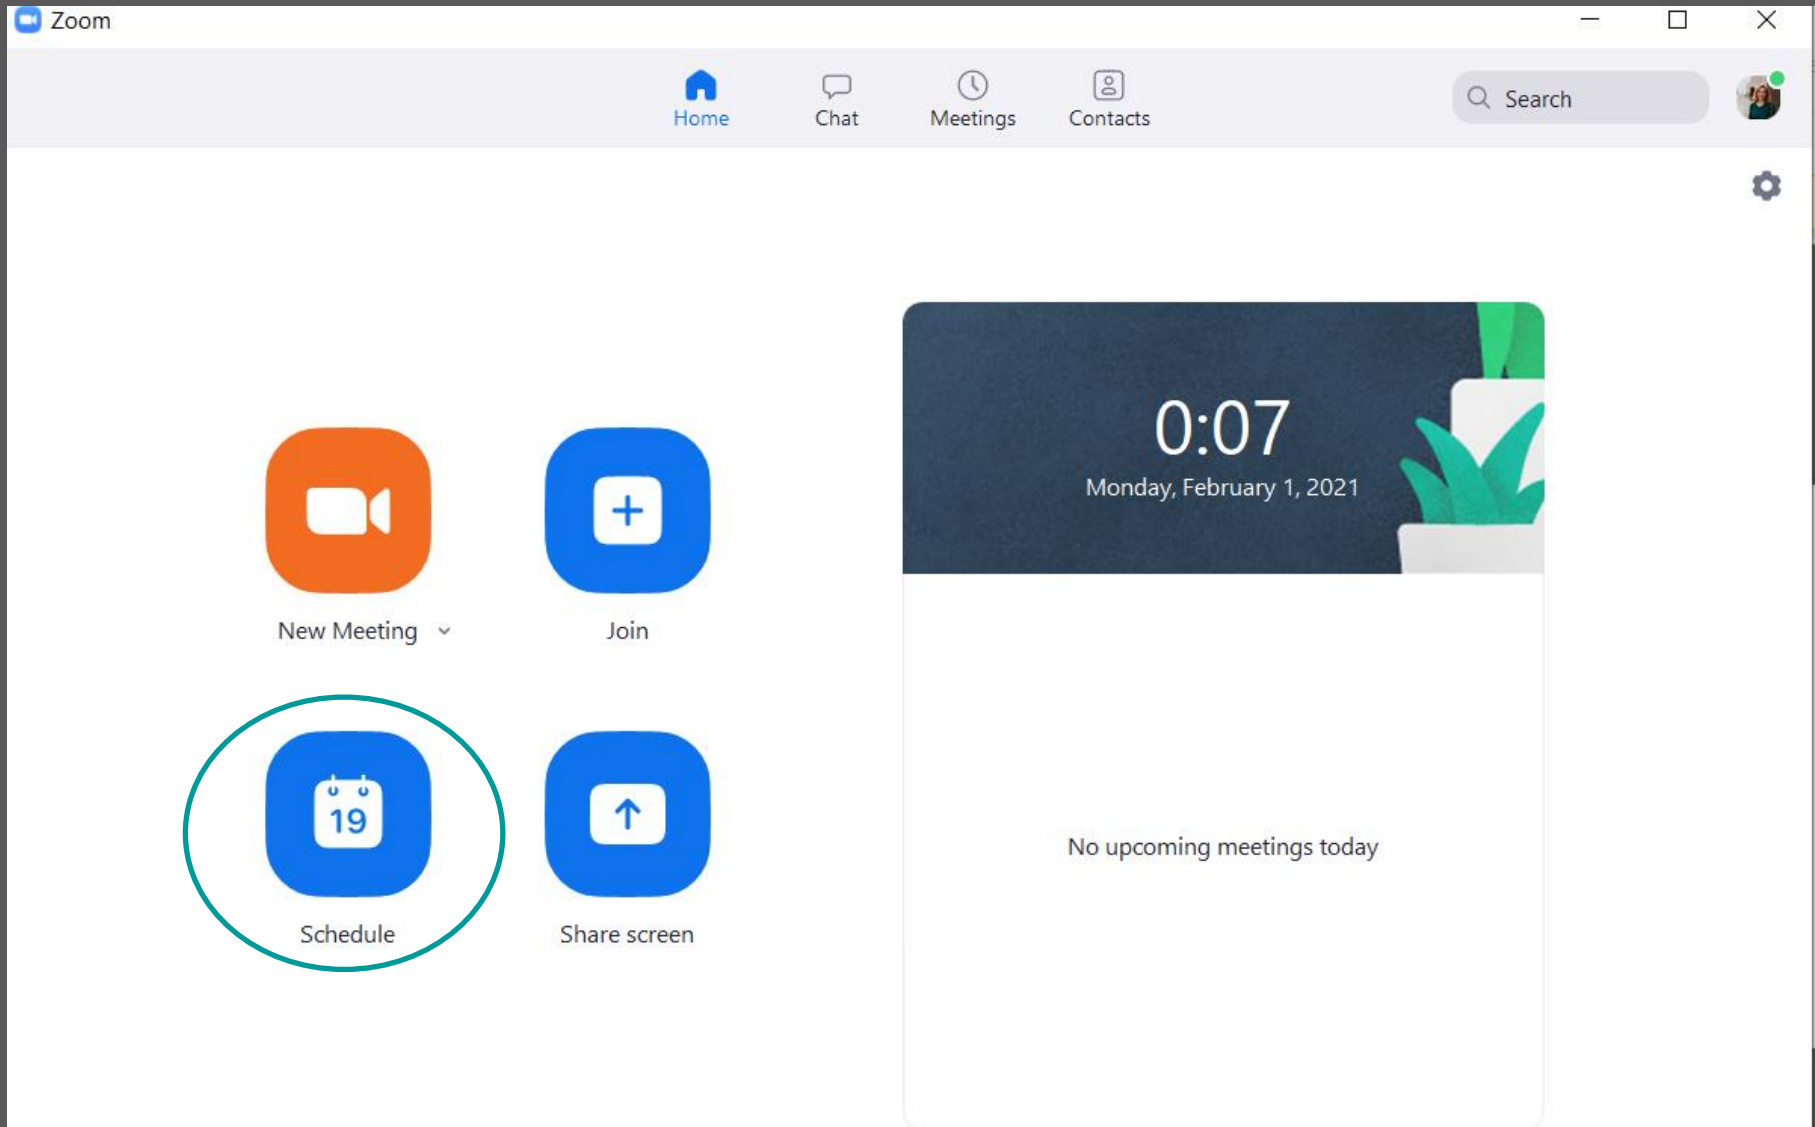 Zoom
Home
Chat
Meetings
Contacts
Search
0:07
Monday, February 1, 2021
New Meeting
Join
19
Schedule
Share screen
No upcoming meetings today